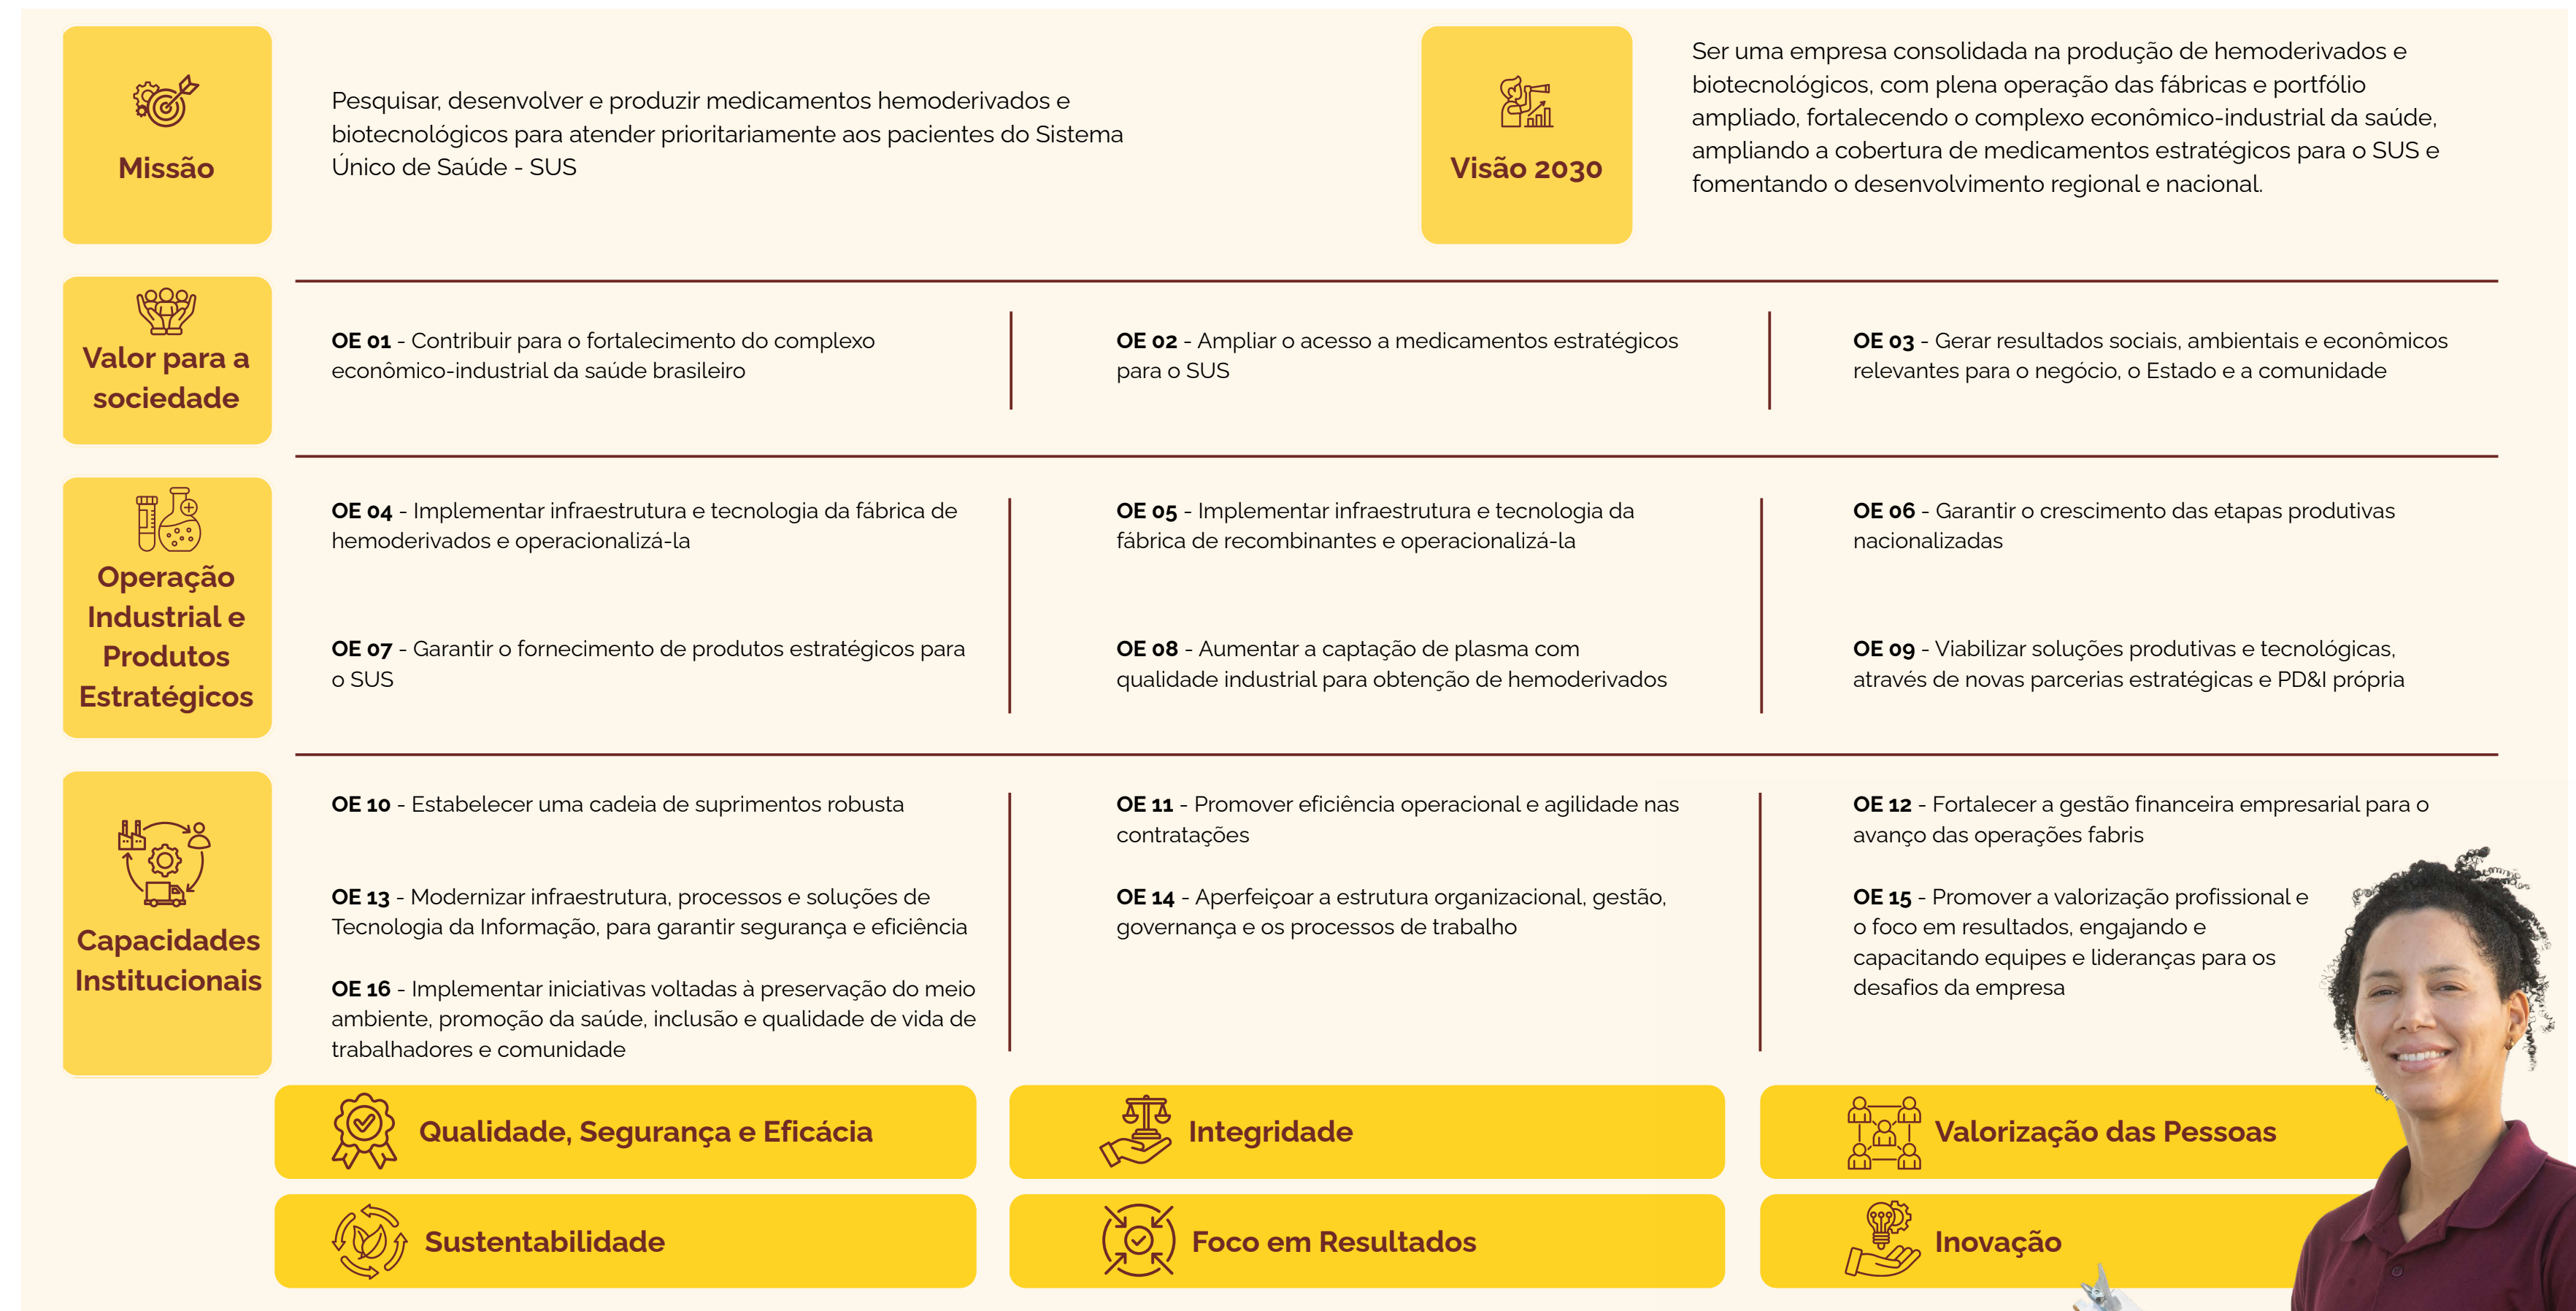 Missão
Pesquisar, desenvolver e produzir medicamentos hemoderivados e
biotecnológicos para atender prioritariamente aos pacientes do Sistema
Único de Saúde - SUS
Visão 2030
Ser uma empresa consolidada na produção de hemoderivados e
biotecnológicos, com plena operação das fábricas e portfólio
ampliado, fortalecendo o complexo econômico-industrial da saúde,
ampliando a cobertura de medicamentos estratégicos para o SUS e
fomentando o desenvolvimento regional e nacional.
Valor para a
sociedade
OE 01 - Contribuir para o fortalecimento do complexo
econômico-industrial da saúde brasileiro
OE 02 - Ampliar o acesso a medicamentos estratégicos
para o SUS
OE 03 - Gerar resultados sociais, ambientais e econômicos
relevantes para o negócio, o Estado e a comunidade
Operação
Industrial e
Produtos
Estratégicos
OE 04 - Implementar infraestrutura e tecnologia da fábrica de
hemoderivados e operacionalizá-la
OE 05 - Implementar infraestrutura e tecnologia da
fábrica de recombinantes e operacionalizá-la
OE 06 - Garantir o crescimento das etapas produtivas
nacionalizadas
OE 07 - Garantir o fornecimento de produtos estratégicos para
o SUS
OE 08 - Aumentar a captação de plasma com
qualidade industrial para obtenção de hemoderivados
OE 09 - Viabilizar soluções produtivas e tecnológicas,
através de novas parcerias estratégicas e PD&I própria
Capacidades
Institucionais
OE 10 - Estabelecer uma cadeia de suprimentos robusta
OE 11 - Promover eficiência operacional e agilidade nas
contratações
OE 12 - Fortalecer a gestão financeira empresarial para o
avanço das operações fabris
OE 13 - Modernizar infraestrutura, processos e soluções de
Tecnologia da Informação, para garantir segurança e eficiência
OE 14 - Aperfeiçoar a estrutura organizacional, gestão,
governança e os processos de trabalho
OE 15 - Promover a valorização profissional e
o foco em resultados, engajando e
capacitando equipes e lideranças para os
desafios da empresa
OE 16 - Implementar iniciativas voltadas à preservação do meio
ambiente, promoção da saúde, inclusão e qualidade de vida de
trabalhadores e comunidade
Qualidade, Segurança e Eficácia
Integridade
Valorização das Pessoas
Sustentabilidade
Foco em Resultados
Inovação